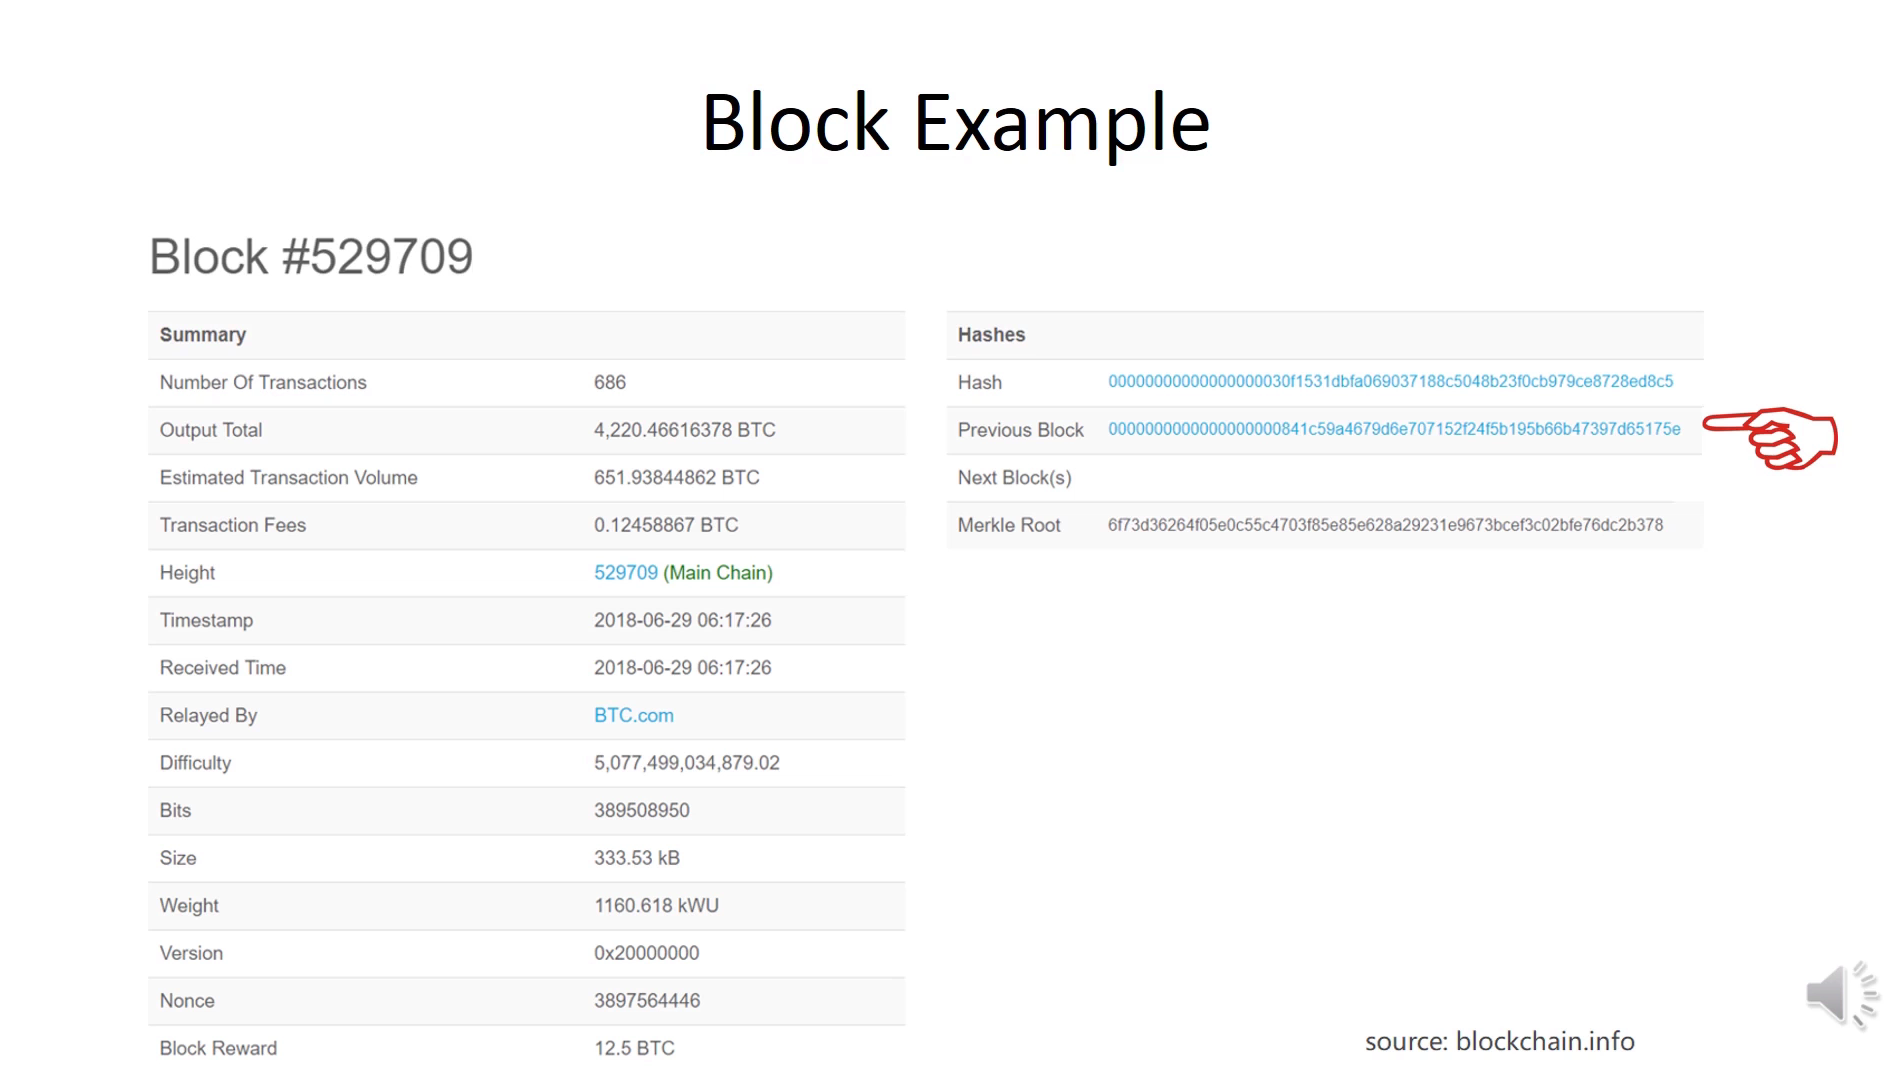 Block Example
Block #529709
Summary
Number Of Transactions 686
Output Total 4,220.46616378 BTC
Estimated Transaction Volume 651.93844862 BTC
Transaction Fees 0.12458867 BTC
Height 529709 (Main Chain)
Timestamp 2018-06-29 06:17:26
Received Time 2018-06-29 06:17:26
Relayed By BTC.com
Difficulty 5,077,499,034,879.02
Bits 389508950
Size 333.53 kB
Weight 1160.618 kWU
Version 0x20000000
Nonce 3897564446
Block Reward 12.5 BTC
Hashes
Hash 00000000000000000030f1531dbfa069037188c5048b23f0cb979ce8728ed8c5
Previous Block 0000000000000000000841c59a4679d6e707152f24f5b195b66b47397d65175e
Next Block(s)
Merkle Root 6f73d36264f05e0c55c4703f85e85e628a29231e9673bcef3c02bfe76dc2b378
source: blockchain.info